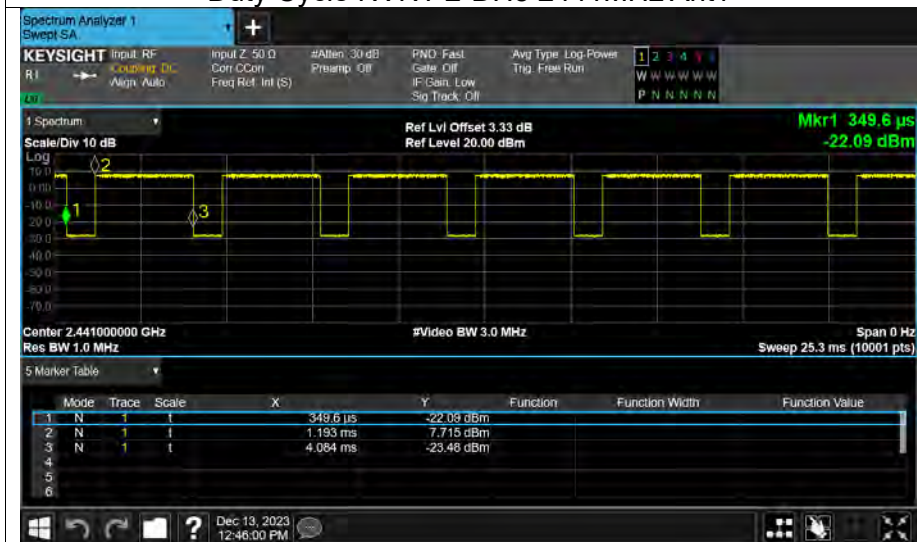 Spectrum Analyzer 1
Swept SA
KEYSIGHT Input: RF Input Z: 50 Ω #Atten: 30 dB PNO: Fast Avg Type: Log-Power 1 2 3 4 5 6
R L Coupling: DC Corr CCorr Preamp: Off Gate: Off Trig: Free Run W W W W W W
Align: Auto Freq Ref: Int (S) IF Gain: Low
Sig Track: Off P N N N N N
1 Spectrum Ref Lvl Offset 3.33 dB Mkr1 349.6 µs
Scale/Div 10 dB Ref Level 20.00 dBm -22.09 dBm
Log
10.0
2
0.00
-10.0
1
3
-20.0
-30.0
-40.0
-50.0
-60.0
-70.0
Center 2.441000000 GHz #Video BW 3.0 MHz Span 0 Hz
Res BW 1.0 MHz Sweep 25.3 ms (10001 pts)
5 Marker Table
Mode Trace Scale X Y Function Function Width Function Value
1 N 1 t 349.6 µs -22.09 dBm
2 N 1 t 1.193 ms 7.715 dBm
3 N 1 t 4.084 ms -23.48 dBm
4
5
6
? Dec 13, 2023
12:46:00 PM